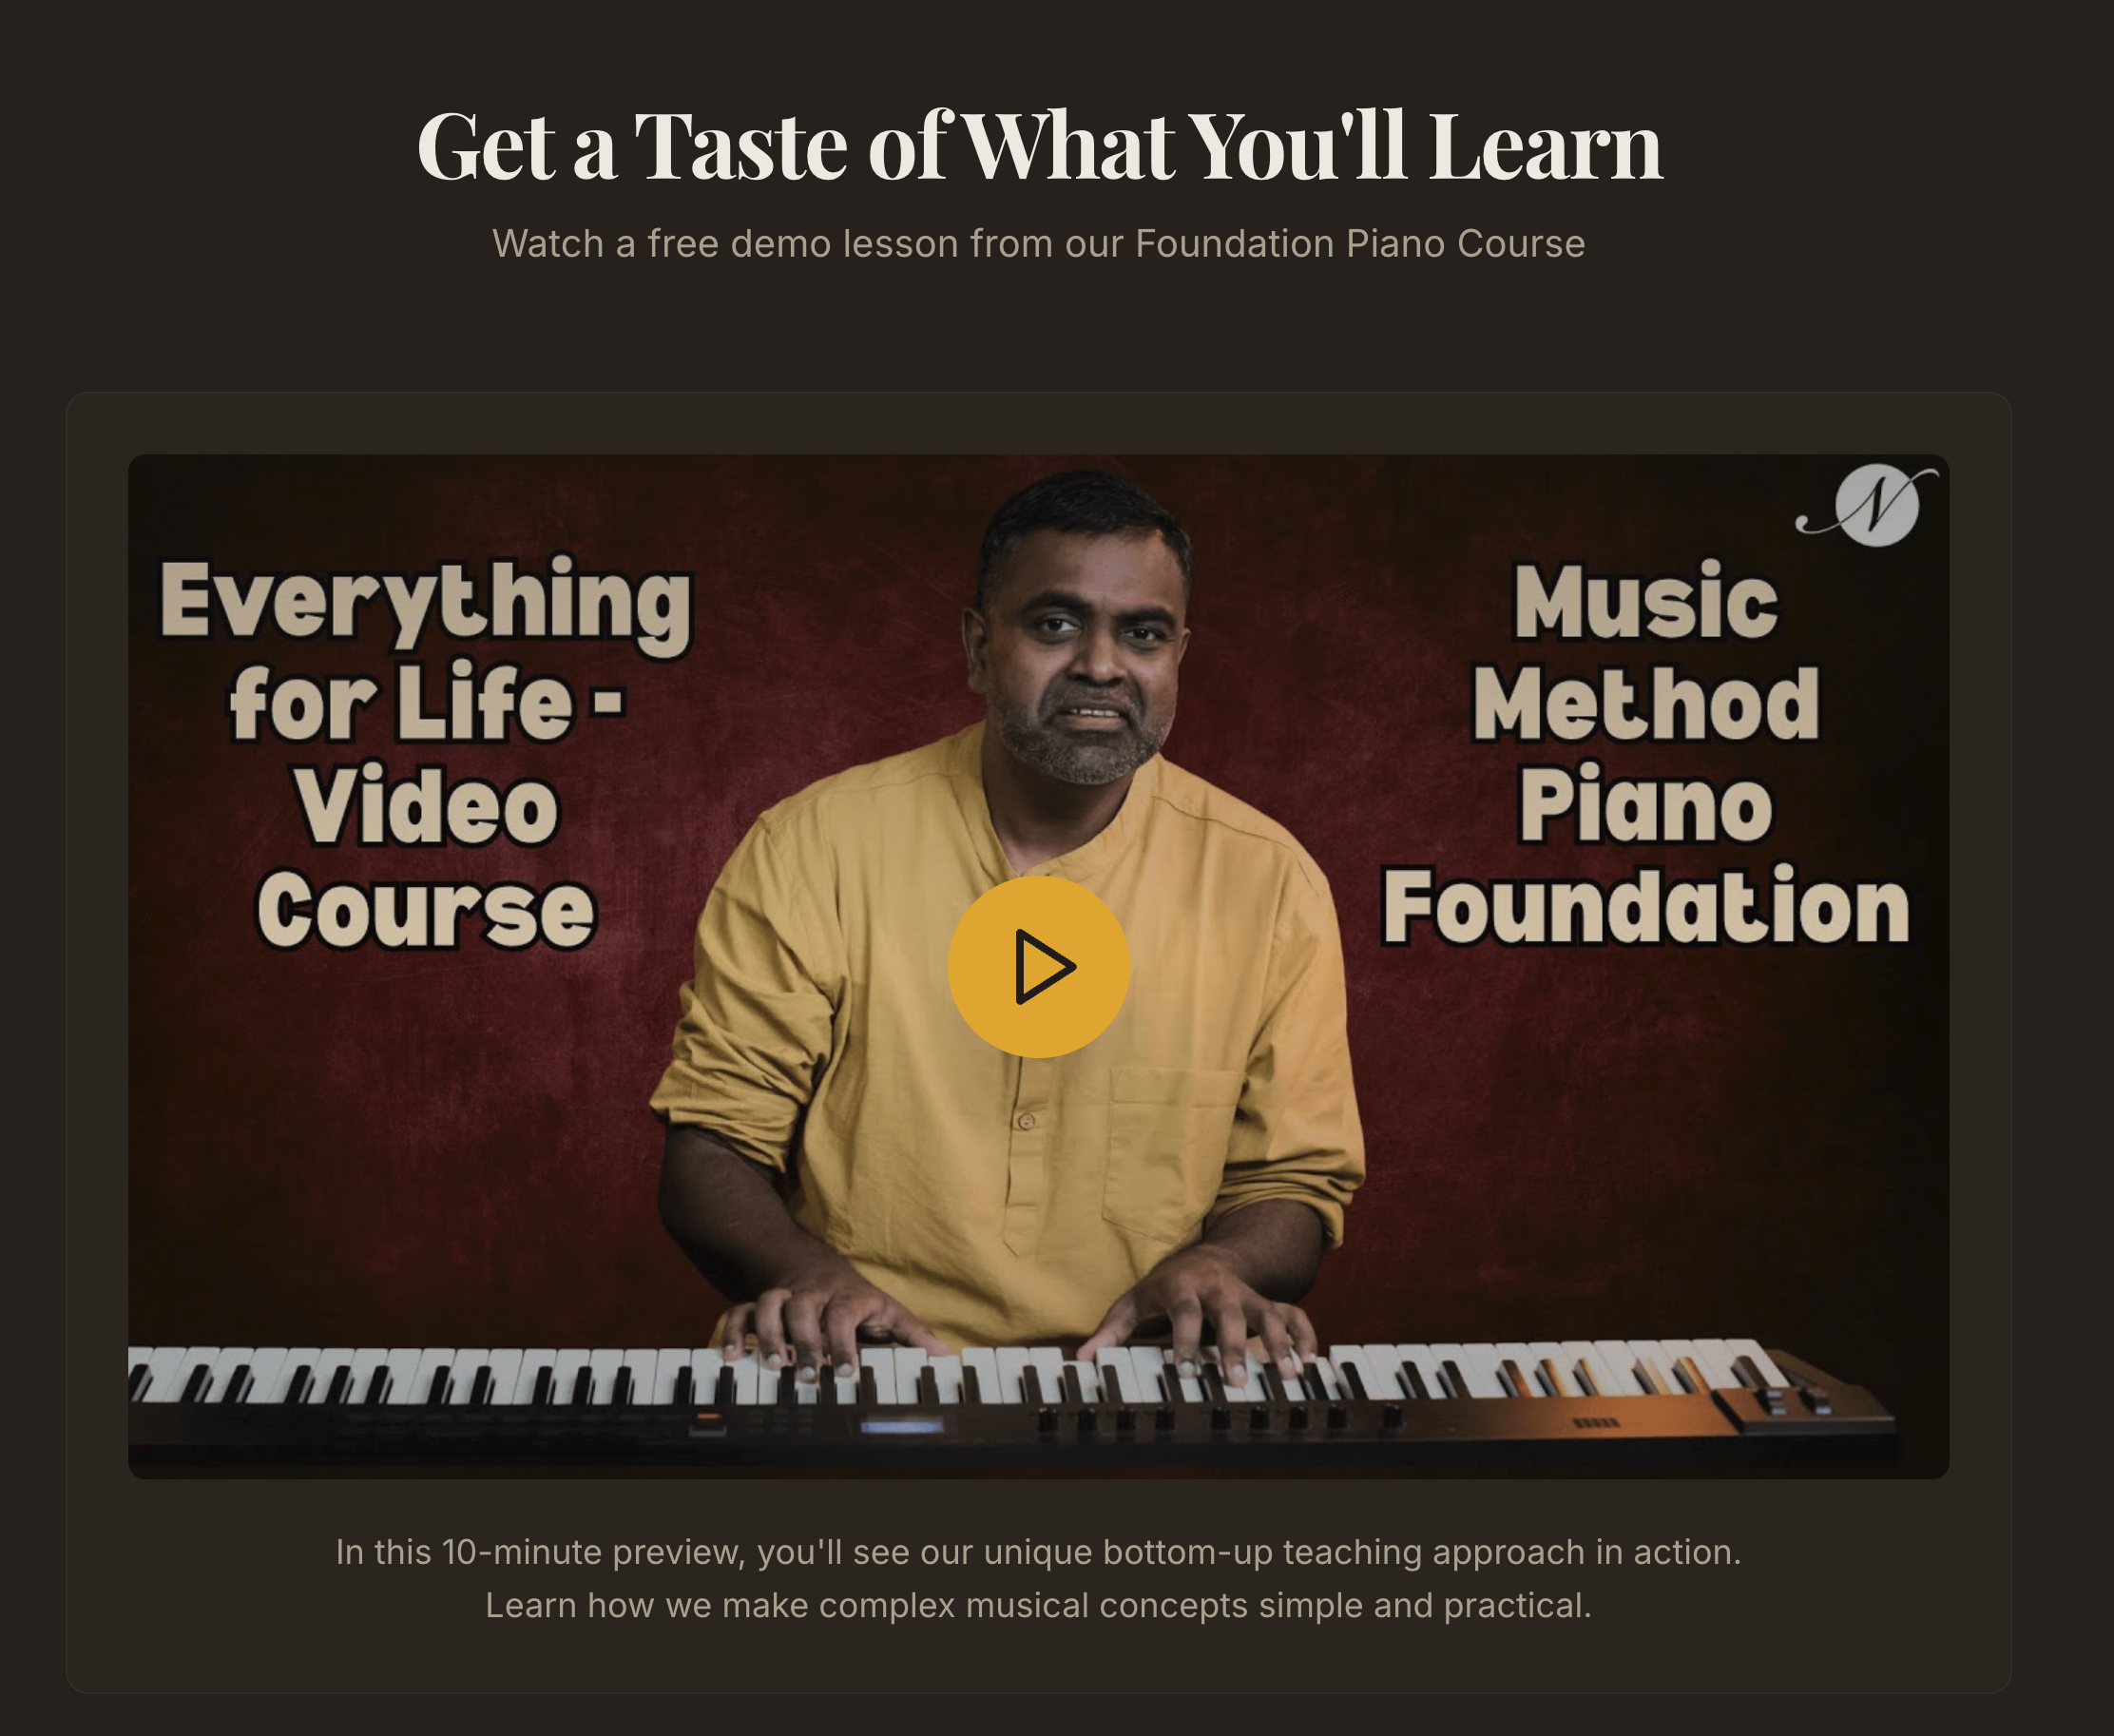 Get a Taste of What You'll Learn
Watch a free demo lesson from our Foundation Piano Course
Everything
for Life -
Video
Course
N
Music
Method
Piano
Foundation
In this 10-minute preview, you'll see our unique bottom-up teaching approach in action.
Learn how we make complex musical concepts simple and practical.